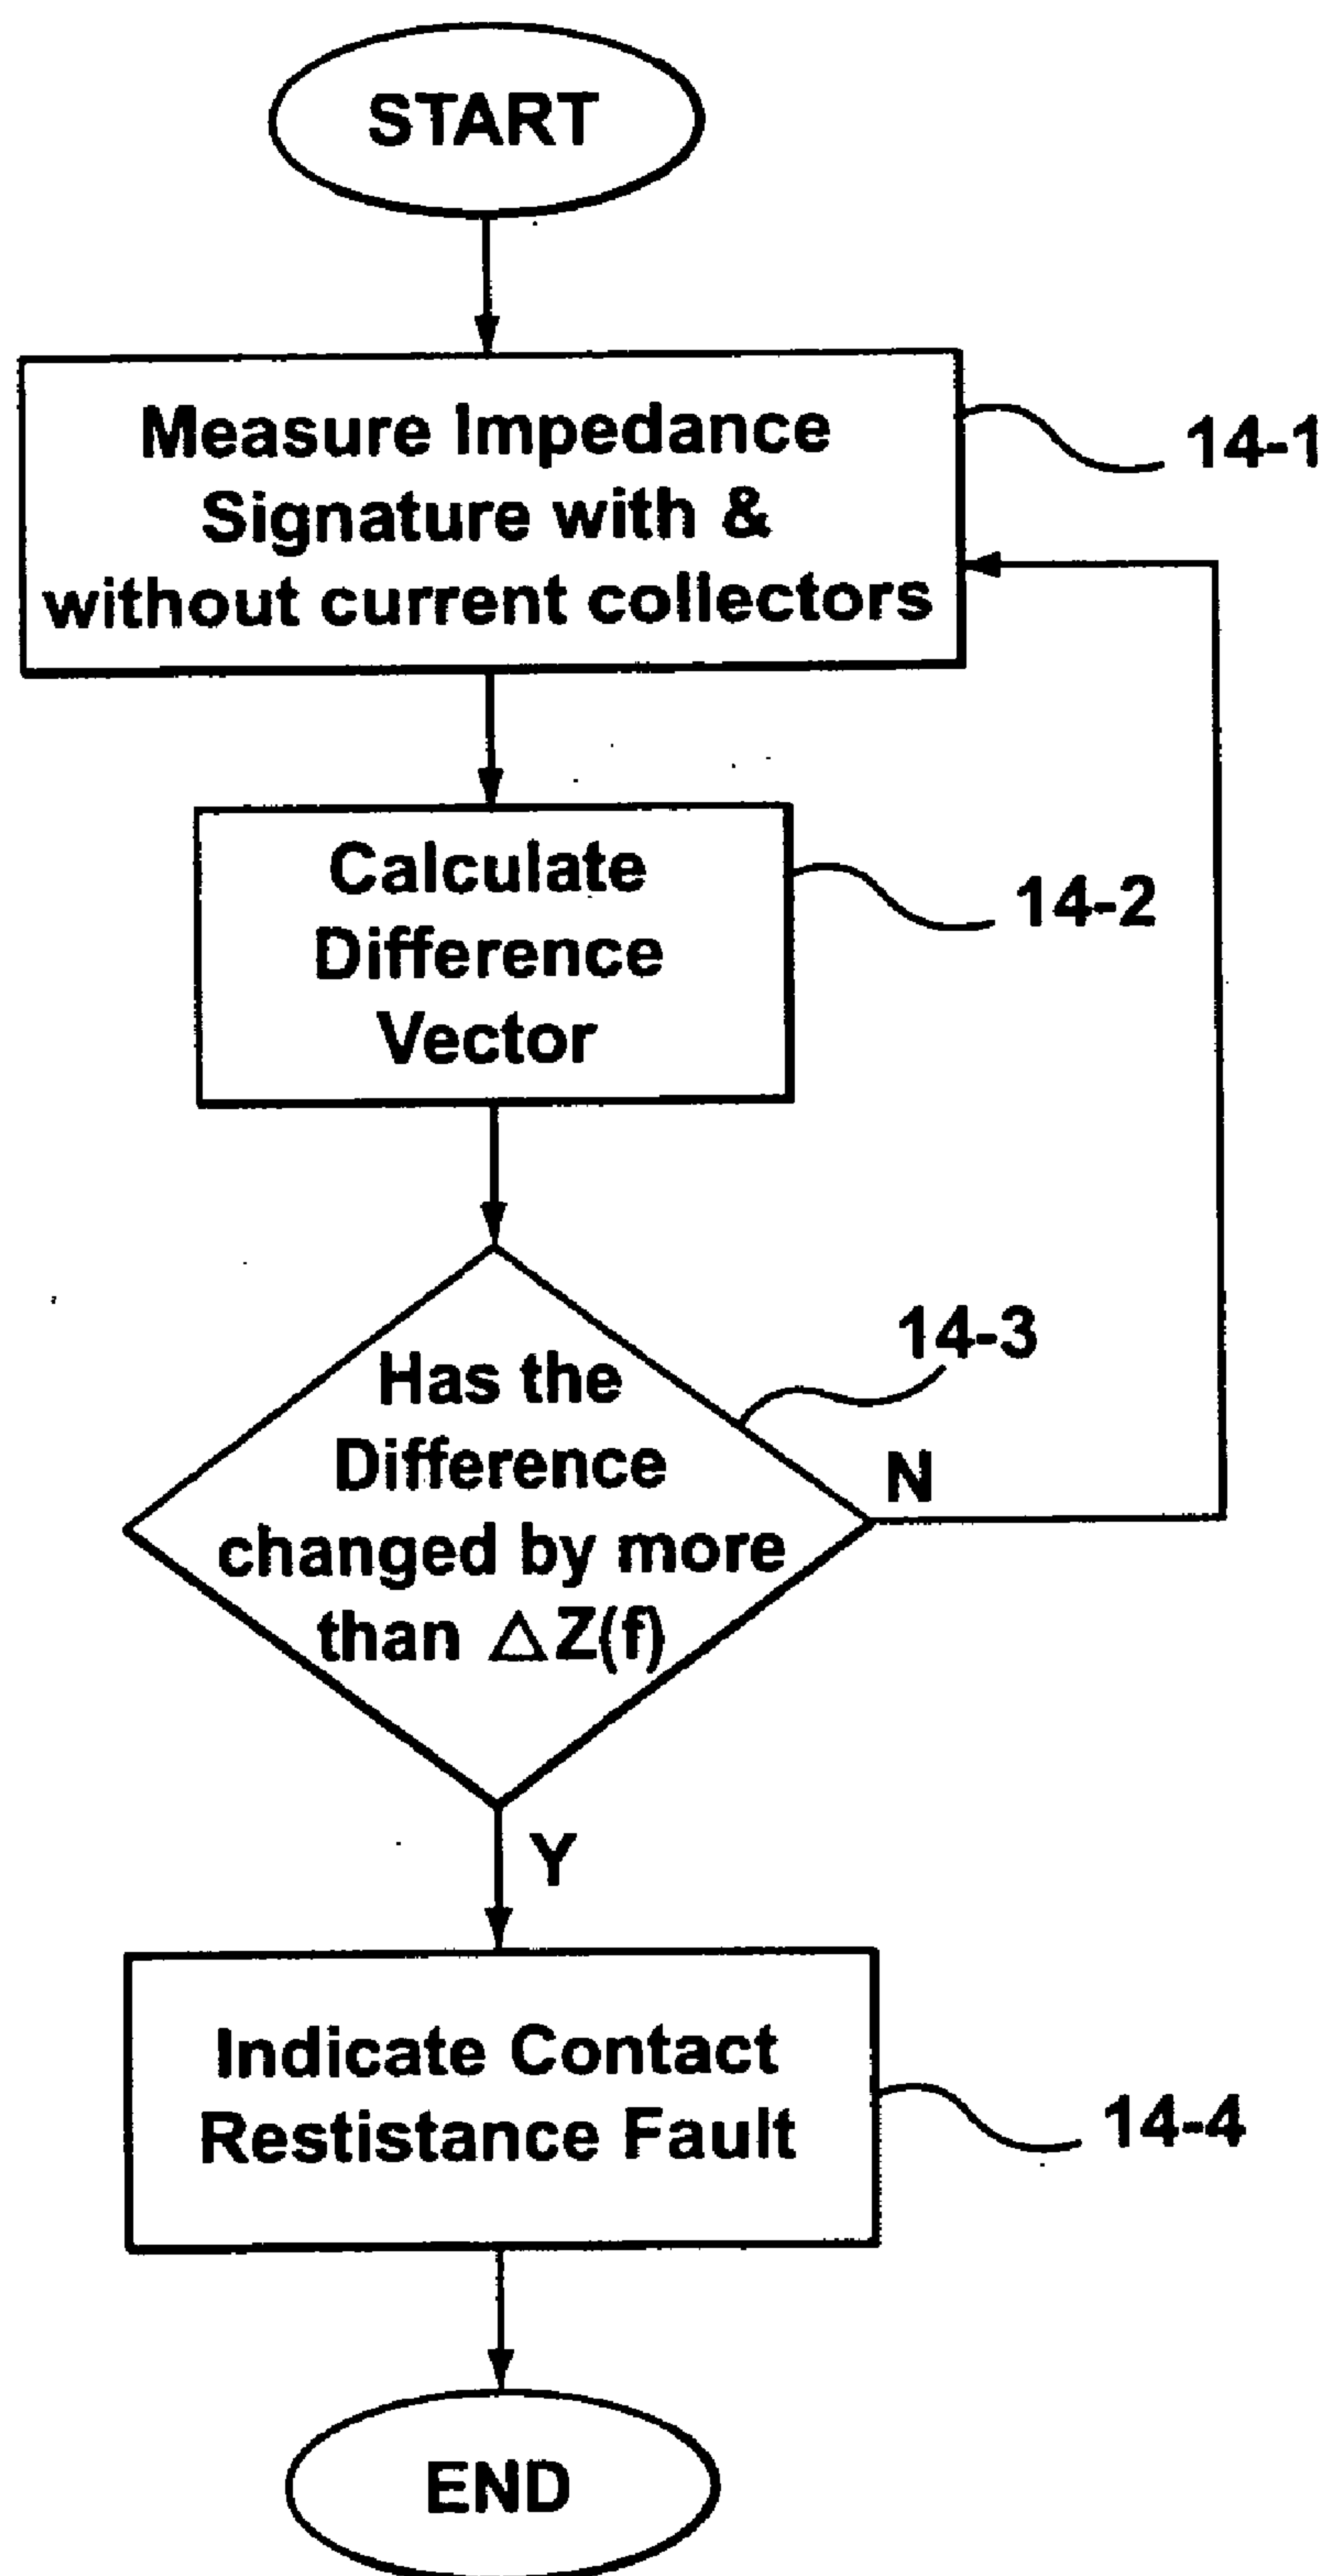 START
Measure Impedance
Signature with &
without current collectors
14-1
Calculate
Difference
Vector
14-2
14-3
Has the
Difference
changed by more
than △Z(f)
N
Y
Indicate Contact
Restistance Fault
14-4
END